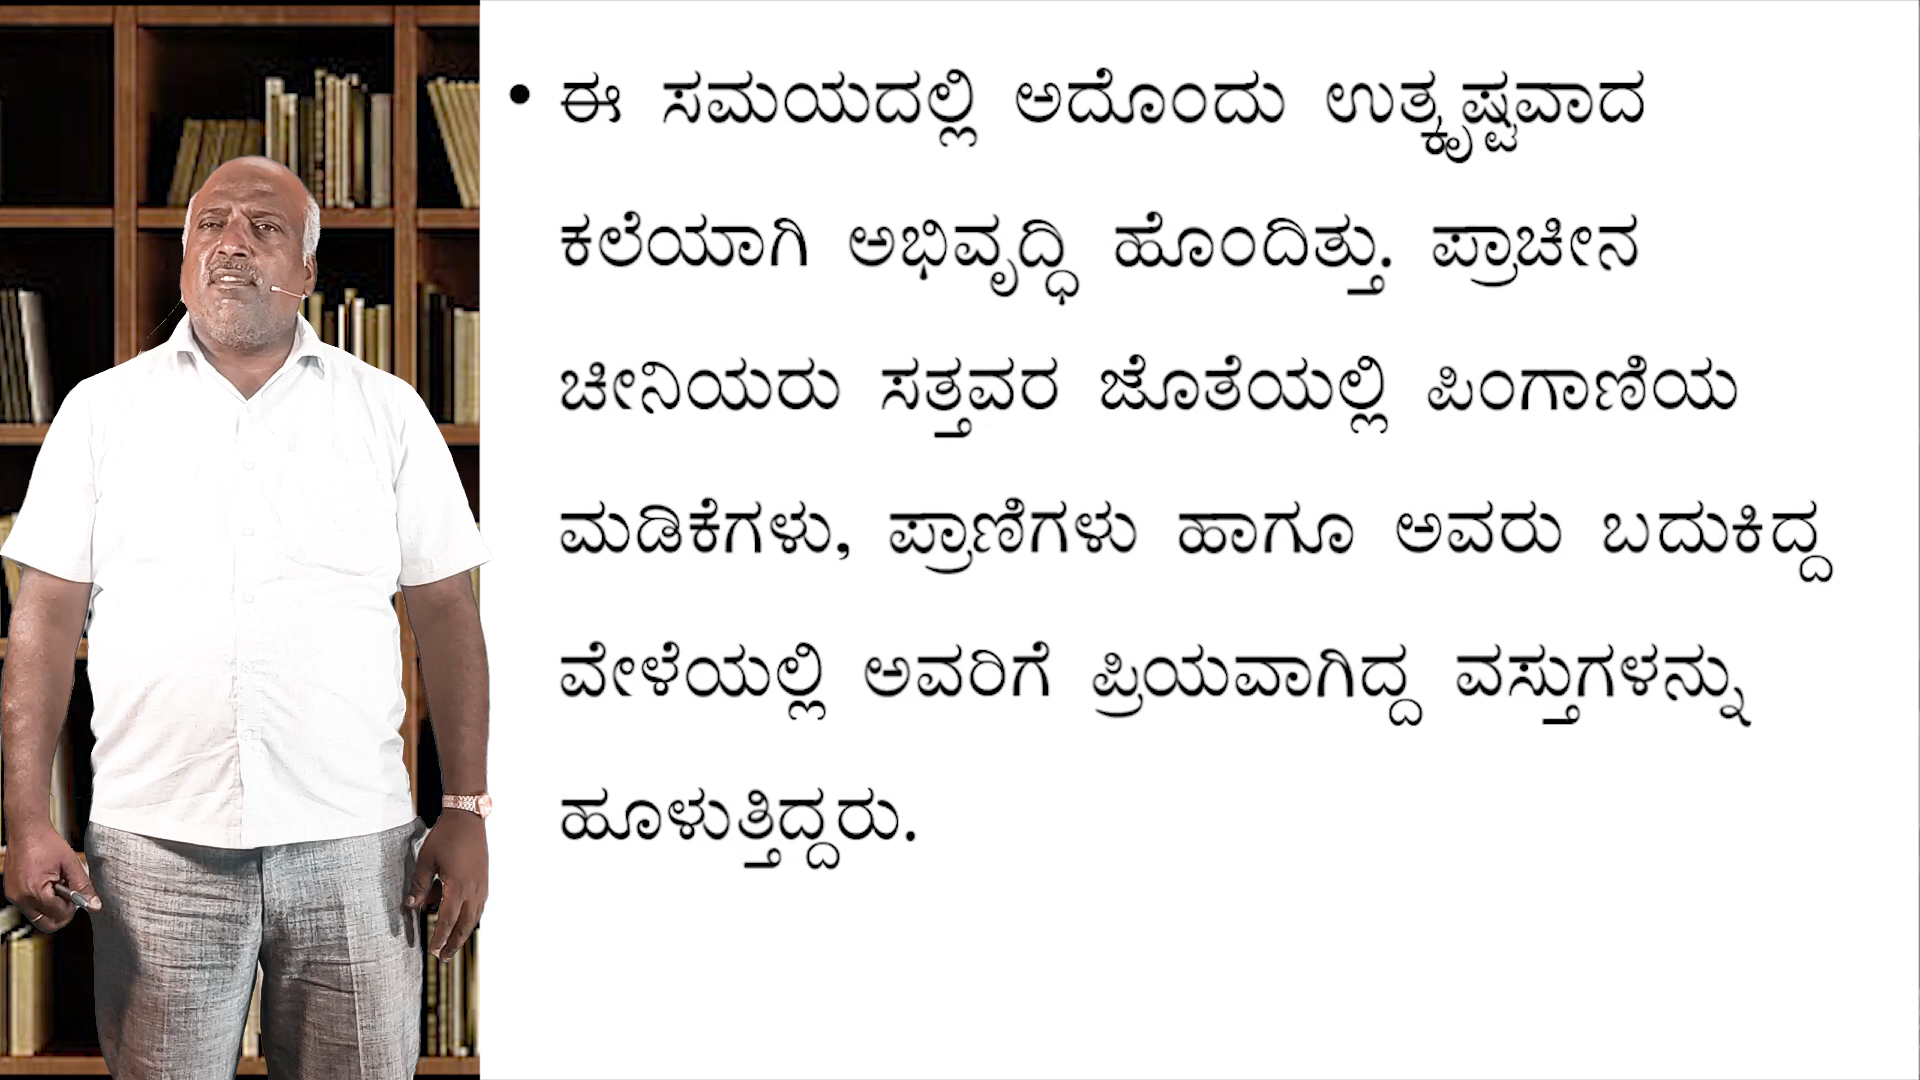 • ಈ ಸಮಯದಲ್ಲಿ ಅದೊಂದು ಉತ್ಕೃಷ್ಟವಾದ
ಕಲೆಯಾಗಿ ಅಭಿವೃದ್ಧಿ ಹೊಂದಿತ್ತು. ಪ್ರಾಚೀನ
ಚೀನಿಯರು ಸತ್ತವರ ಜೊತೆಯಲ್ಲಿ ಪಿಂಗಾಣಿಯ
ಮಡಿಕೆಗಳು, ಪ್ರಾಣಿಗಳು ಹಾಗೂ ಅವರು ಬದುಕಿದ್ದ
ವೇಳೆಯಲ್ಲಿ ಅವರಿಗೆ ಪ್ರಿಯವಾಗಿದ್ದ ವಸ್ತುಗಳನ್ನು
ಹೂಳುತ್ತಿದ್ದರು.